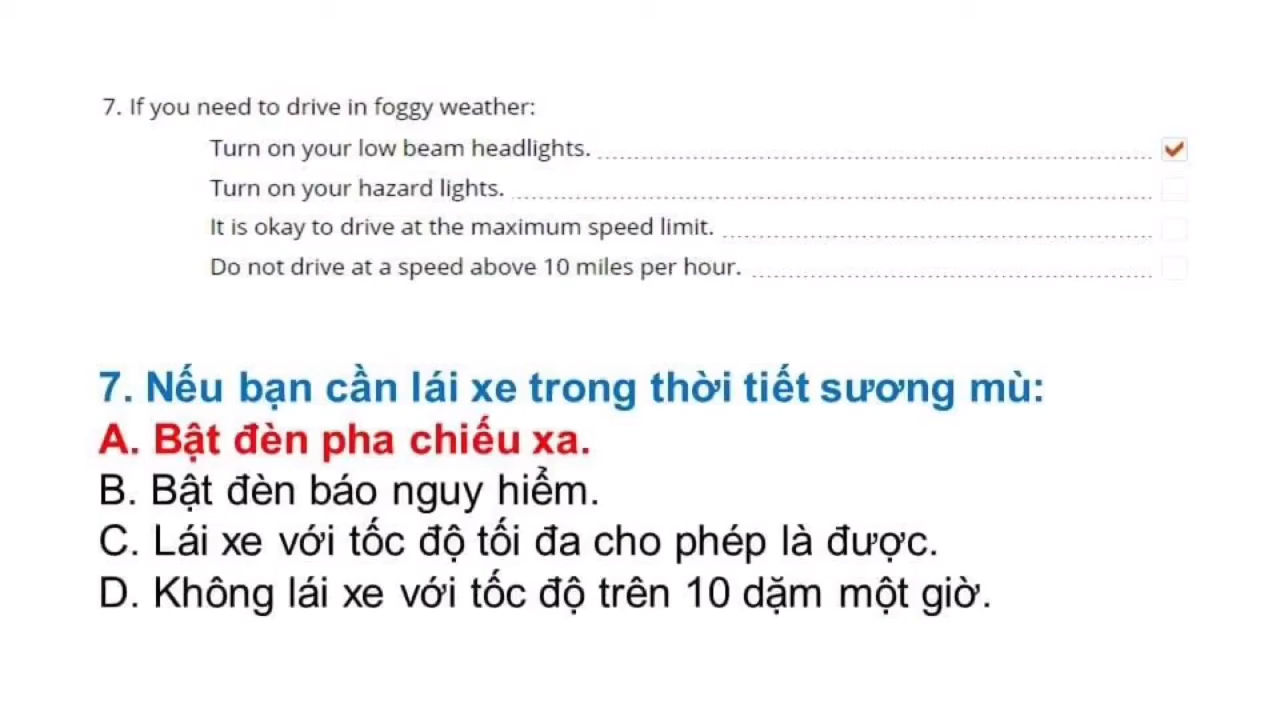 7. If you need to drive in foggy weather:
Turn on your low beam headlights.
Turn on your hazard lights.
It is okay to drive at the maximum speed limit.
Do not drive at a speed above 10 miles per hour.
7. Nếu bạn cần lái xe trong thời tiết sương mù:
A. Bật đèn pha chiếu xa.
B. Bật đèn báo nguy hiểm.
C. Lái xe với tốc độ tối đa cho phép là được.
D. Không lái xe với tốc độ trên 10 dặm một giờ.